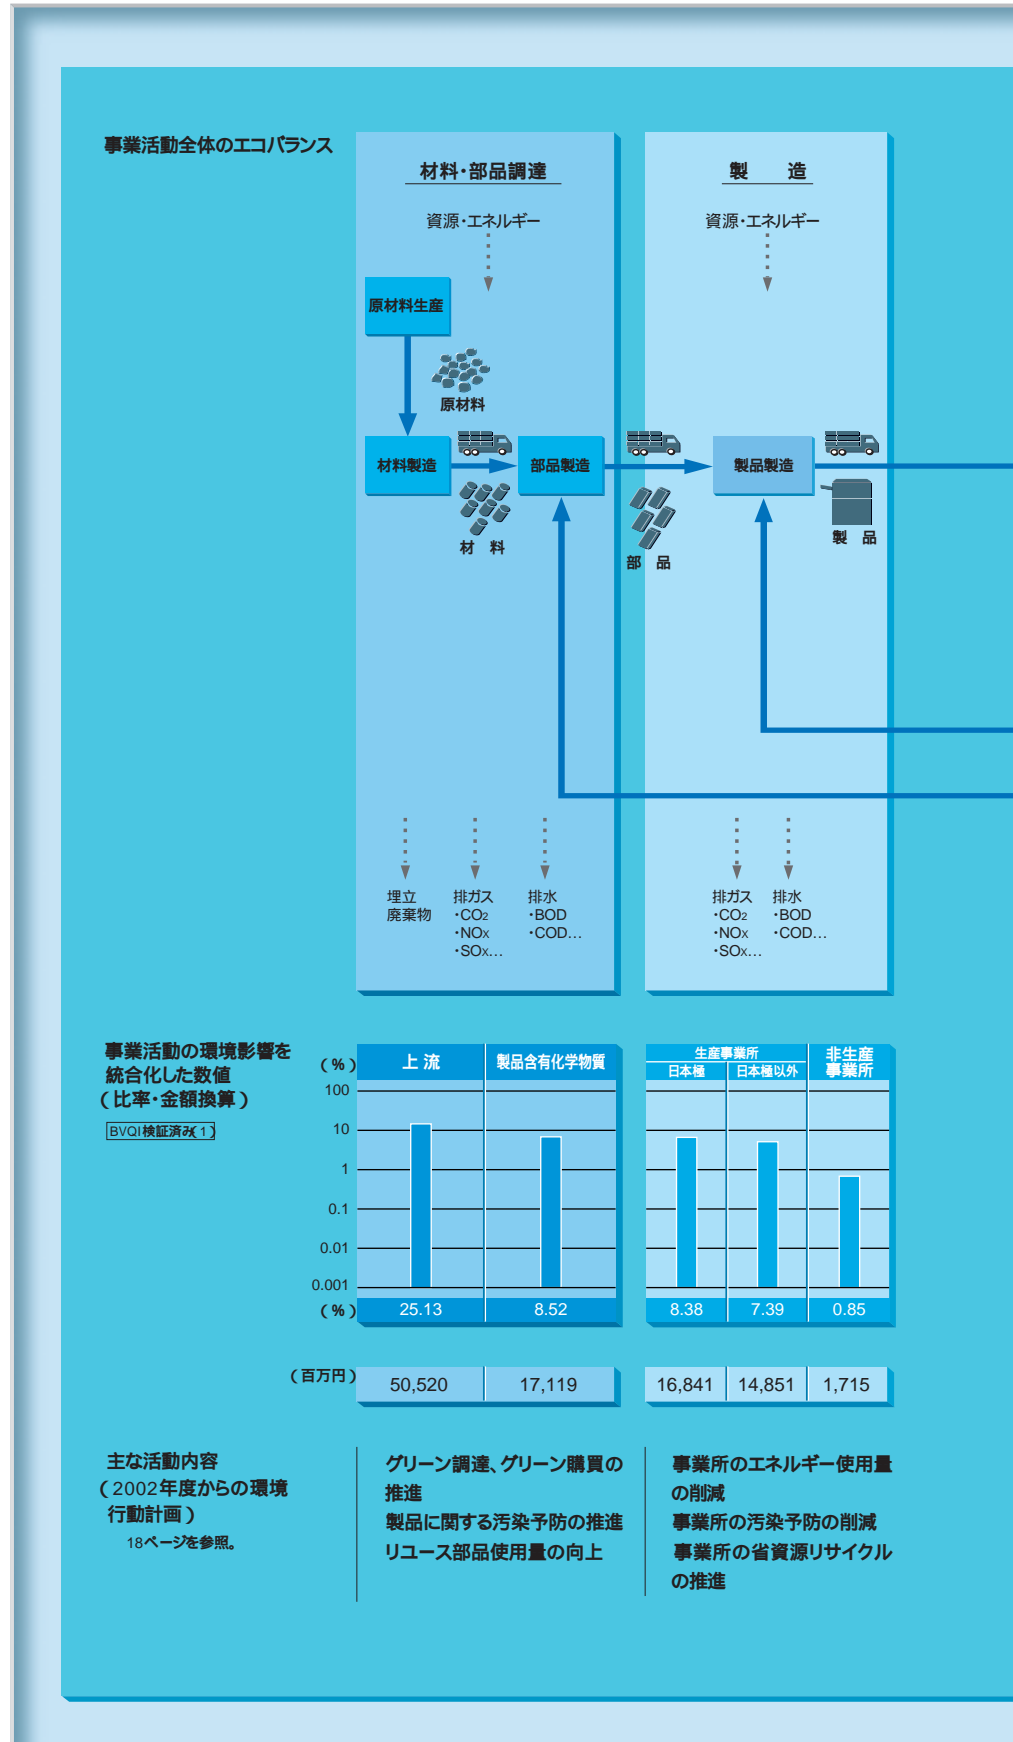 事業活動全体のエコバランス
材料・部品調達
資源・エネルギー
原材料生産
原材料
材料製造
材 料
部品製造
部 品
埋立
廃棄物
排ガス
・CO2
・NOX
・SOX…
排水
・BOD
・COD…
製 造
資源・エネルギー
製品製造
製 品
排ガス
・CO2
・NOX
・SOX…
排水
・BOD
・COD…
事業活動の環境影響を
統合化した数値
(比率・金額換算)
BVQI検証済み(1)
(%)
100
10
1
0.1
0.01
0.001
(%)
上 流
製品含有化学物質
生産事業所
日本極
日本極以外
非生産
事業所
25.13
8.52
8.38
7.39
0.85
(百万円)
50,520
17,119
16,841
14,851
1,715
主な活動内容
(2002年度からの環境
行動計画)
18ページを参照。
グリーン調達、グリーン購買の
推進
製品に関する汚染予防の推進
リユース部品使用量の向上
事業所のエネルギー使用量
の削減
事業所の汚染予防の削減
事業所の省資源リサイクル
の推進